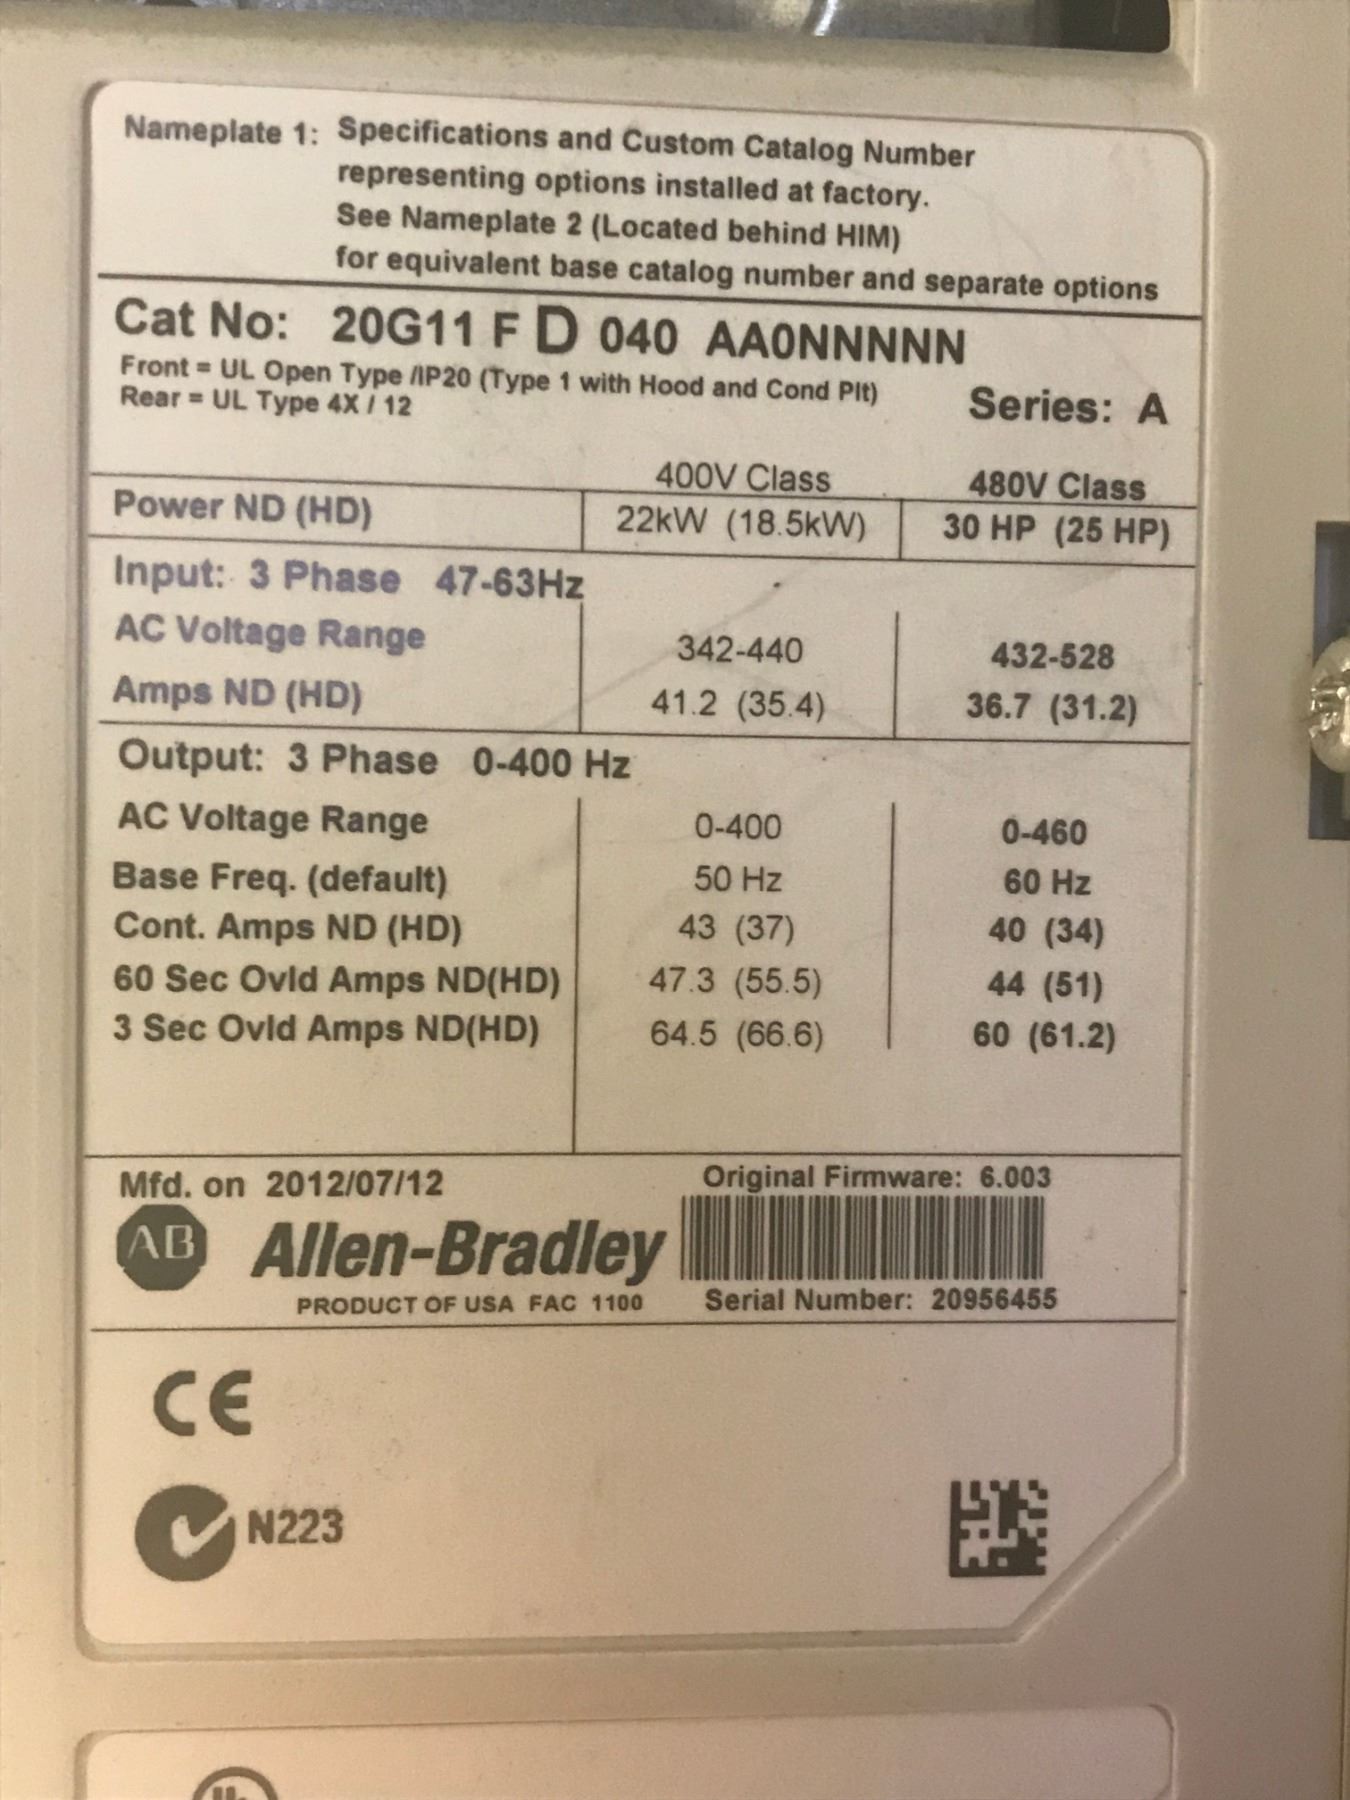 Nameplate 1: Specifications and Custom Catalog Number
representing options installed at factory.
See Nameplate 2 (Located behind HIM)
for equivalent base catalog number and separate options
Cat No: 20G11 F D 040 AA0NNNNN
Front = UL Open Type /IP20 (Type 1 with Hood and Cond Plt)
Rear = UL Type 4X / 12
Series: A
400V Class 480V Class
Power ND (HD) 22kW (18.5kW) 30 HP (25 HP)
Input: 3 Phase 47-63Hz
AC Voltage Range 342-440 432-528
Amps ND (HD) 41.2 (35.4) 36.7 (31.2)
Output: 3 Phase 0-400 Hz
AC Voltage Range 0-400 0-460
Base Freq. (default) 50 Hz 60 Hz
Cont. Amps ND (HD) 43 (37) 40 (34)
60 Sec Ovld Amps ND(HD) 47.3 (55.5) 44 (51)
3 Sec Ovld Amps ND(HD) 64.5 (66.6) 60 (61.2)
Mfd. on 2012/07/12 Original Firmware: 6.003
AB Allen-Bradley
PRODUCT OF USA FAC 1100 Serial Number: 20956455
CE
N223